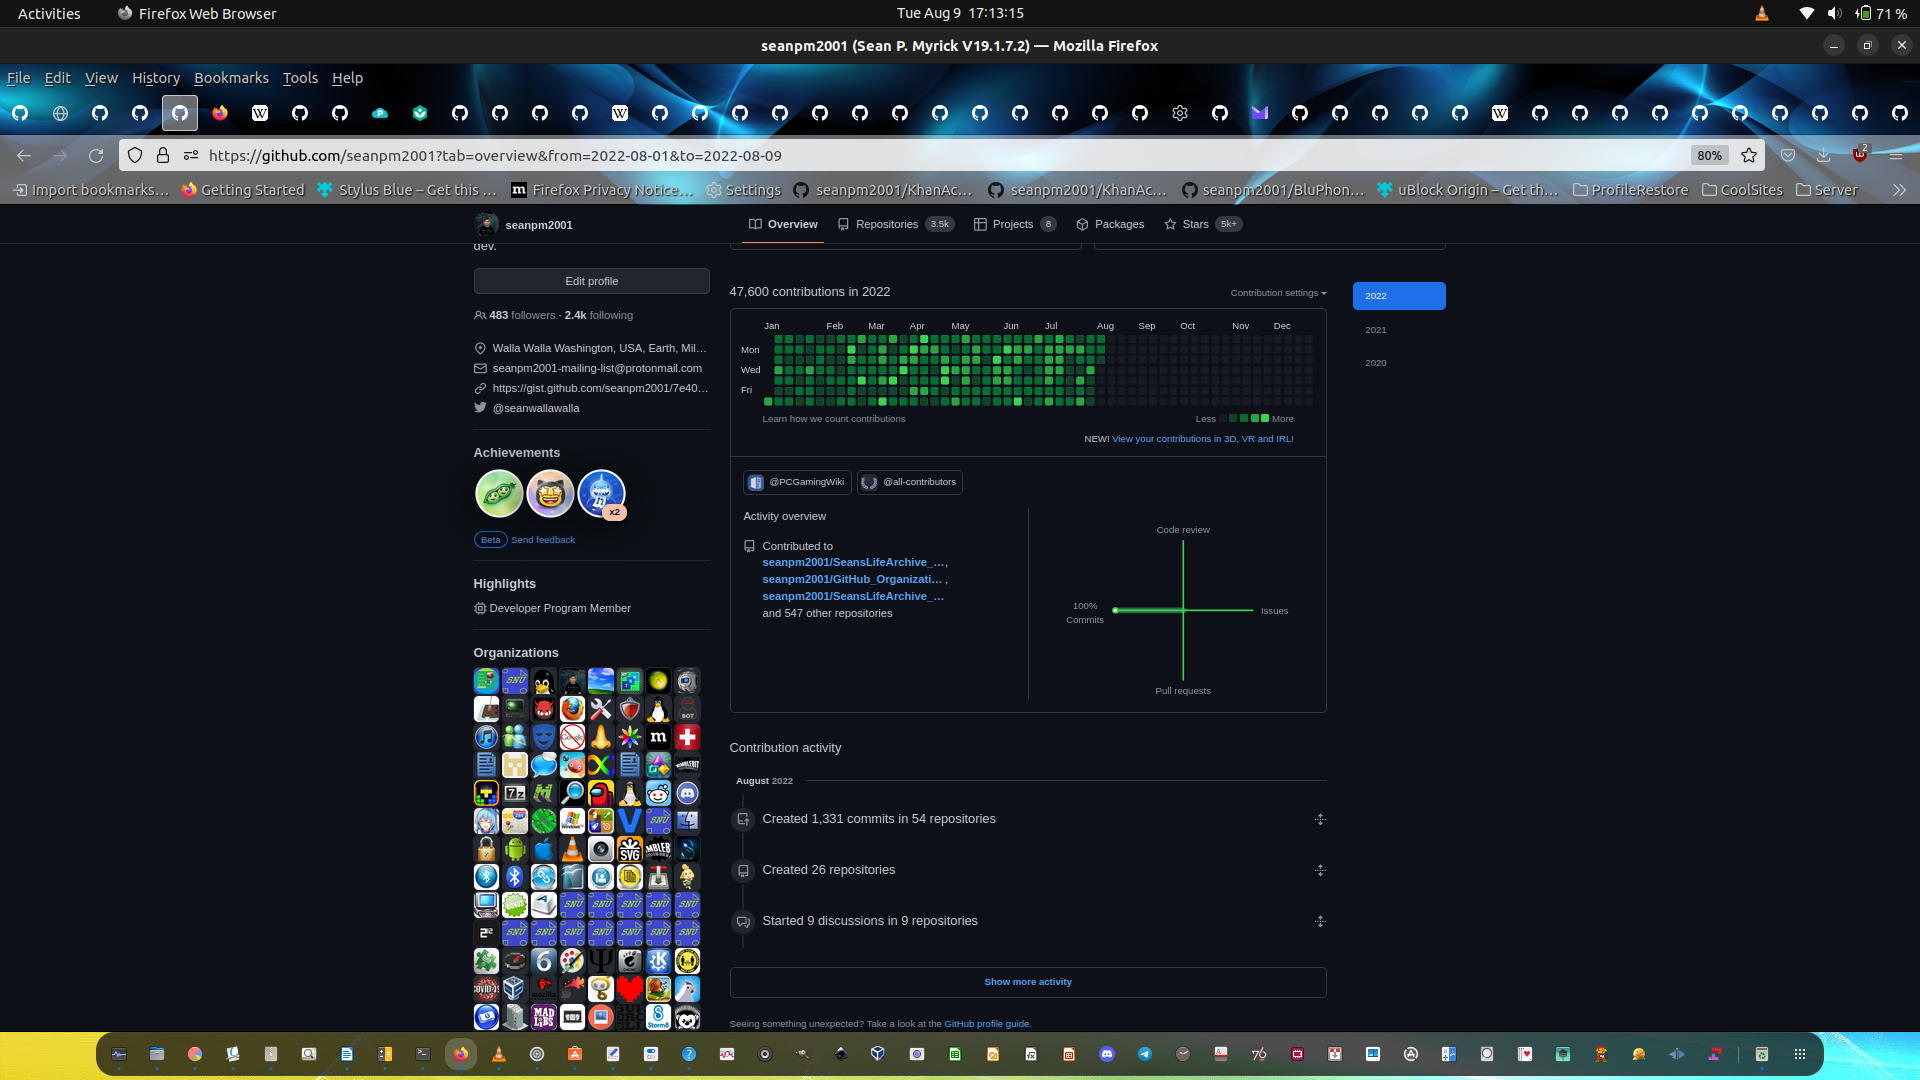 Activities
Firefox Web Browser
Tue Aug 9 17:13:15
71 %
seanpm2001 (Sean P. Myrick V19.1.7.2) — Mozilla Firefox
File Edit View History Bookmarks Tools Help
https://github.com/seanpm2001?tab=overview&from=2022-08-01&to=2022-08-09
80%
2
Import bookmarks…
Getting Started
Stylus Blue – Get this …
Firefox Privacy Notice…
Settings
seanpm2001/KhanAc…
seanpm2001/KhanAc…
seanpm2001/BluPhon…
uBlock Origin – Get th…
ProfileRestore
CoolSites
Server
seanpm2001
Overview
Repositories 3.5k
Projects 8
Packages
Stars 5k+
dev.
Edit profile
483 followers · 2.4k following
Walla Walla Washington, USA, Earth, Mil…
seanpm2001-mailing-list@protonmail.com
https://gist.github.com/seanpm2001/7e40…
@seanwallawalla
Achievements
x2
Beta Send feedback
Highlights
Developer Program Member
Organizations
47,600 contributions in 2022
Contribution settings
2022
2021
2020
Jan Feb Mar Apr May Jun Jul Aug Sep Oct Nov Dec
Mon
Wed
Fri
Learn how we count contributions
Less More
NEW! View your contributions in 3D, VR and IRL!
@PCGamingWiki
@all-contributors
Activity overview
Contributed to
seanpm2001/SeansLifeArchive_…,
seanpm2001/GitHub_Organizati… ,
seanpm2001/SeansLifeArchive_…
and 547 other repositories
Code review
100%
Commits
Issues
Pull requests
Contribution activity
August 2022
Created 1,331 commits in 54 repositories
Created 26 repositories
Started 9 discussions in 9 repositories
Show more activity
Seeing something unexpected? Take a look at the GitHub profile guide.